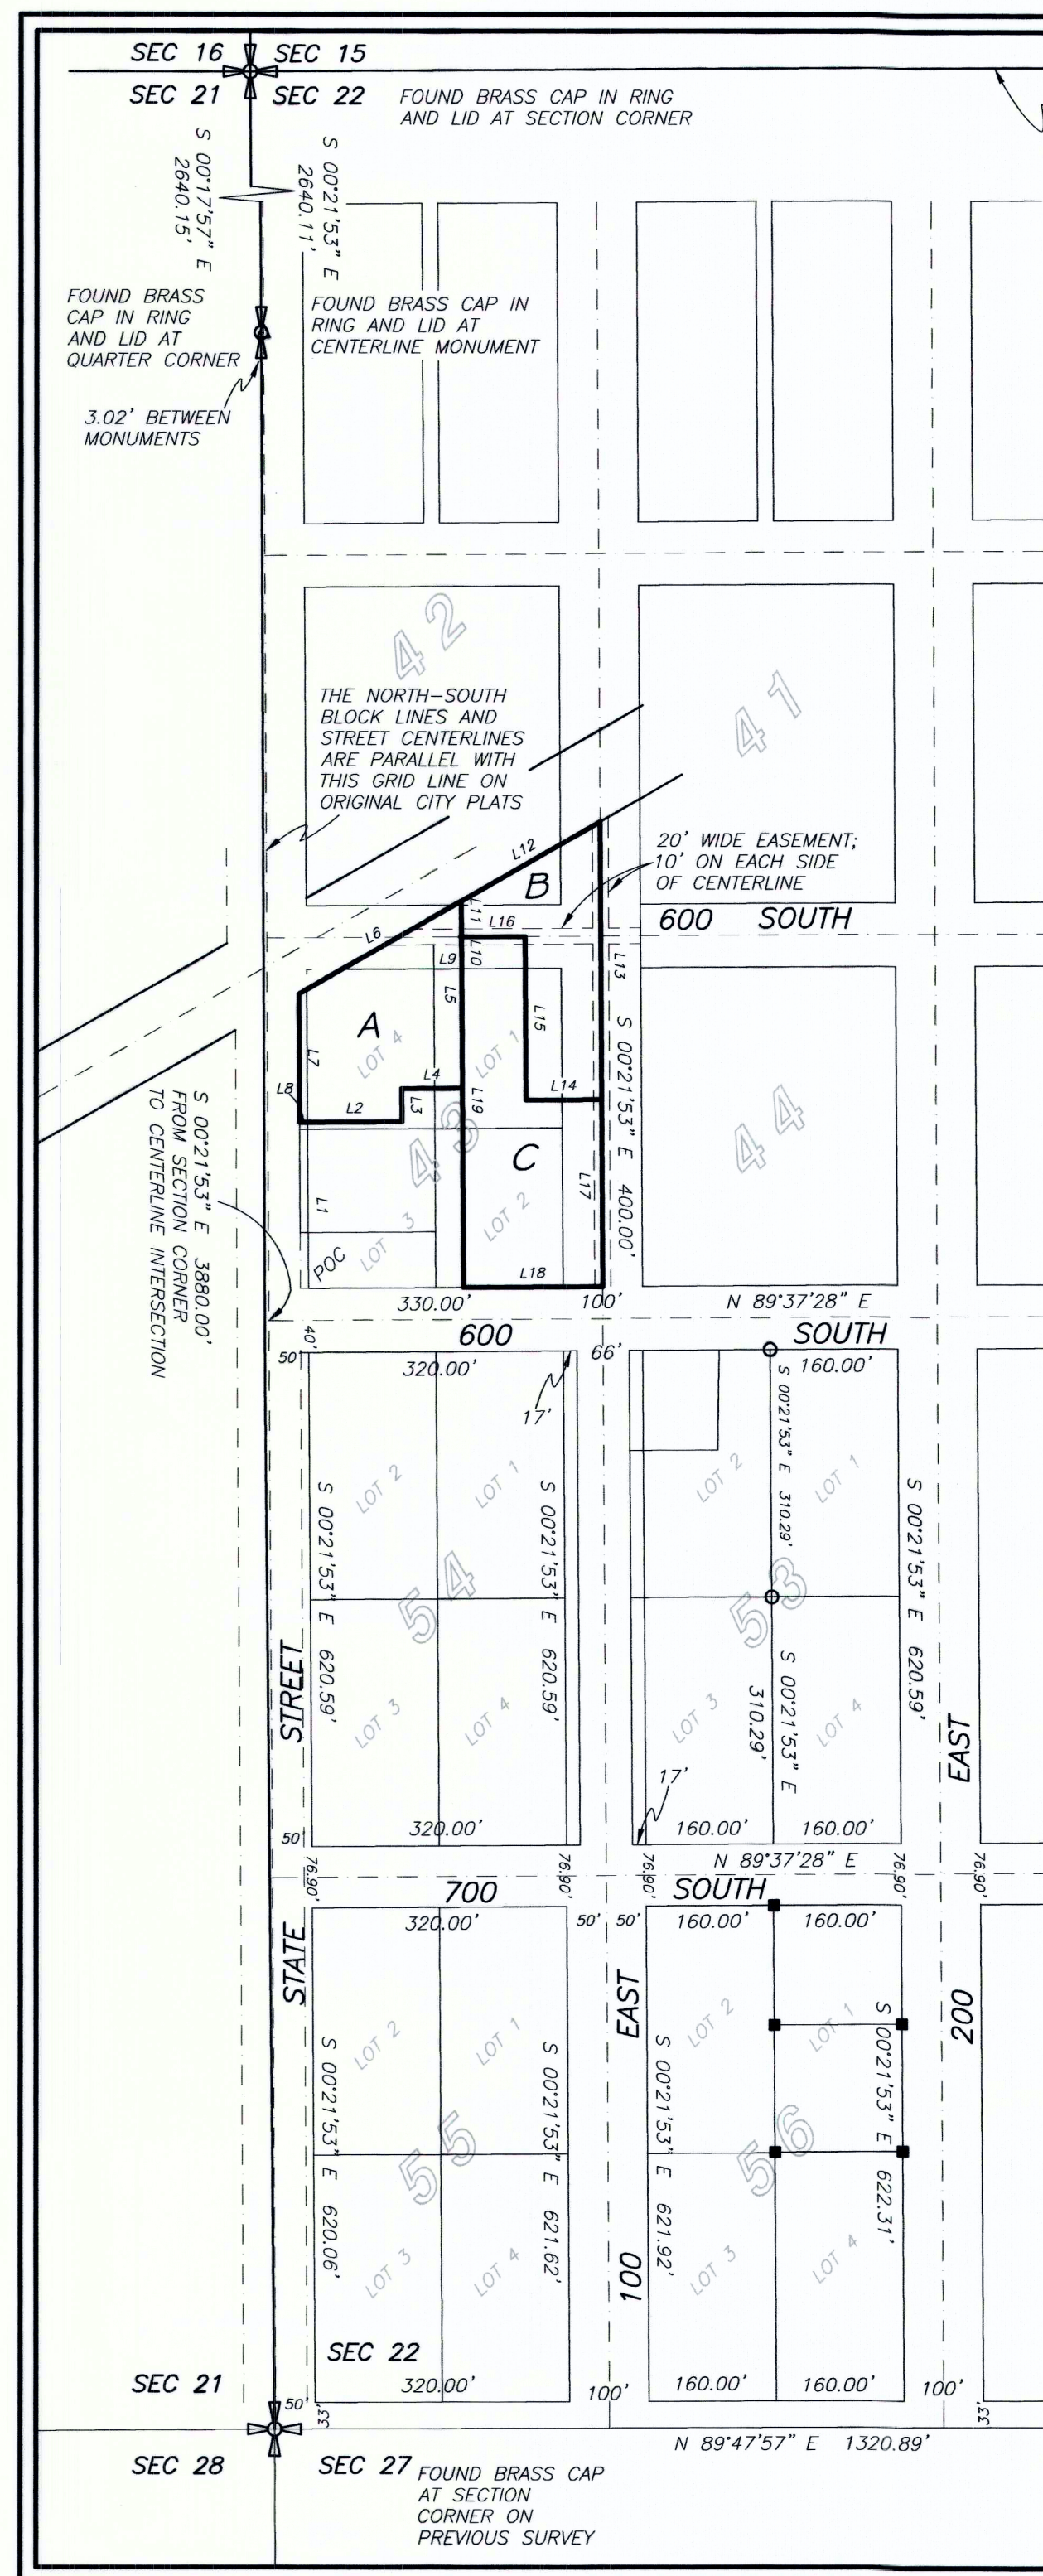 SEC 16
SEC 15
SEC 21
SEC 22
FOUND BRASS CAP IN RING
AND LID AT SECTION CORNER
S 00°17'57" E
2640.15'
S 00°21'53" E
2640.11'
FOUND BRASS
CAP IN RING
AND LID AT
QUARTER CORNER
FOUND BRASS CAP IN
RING AND LID AT
CENTERLINE MONUMENT
3.02' BETWEEN
MONUMENTS
42
41
THE NORTH-SOUTH
BLOCK LINES AND
STREET CENTERLINES
ARE PARALLEL WITH
THIS GRID LINE ON
ORIGINAL CITY PLATS
20' WIDE EASEMENT;
10' ON EACH SIDE
OF CENTERLINE
L12
B
L11
L16
600 SOUTH
L6
L9
L10
L13
L5
L15
A
LOT 4
LOT 1
L7
L4
L14
L8
L2
L3
L19
S 00°21'53" E 400.00'
43
44
C
L17
L1
LOT 3
LOT 2
POC
L18
S 00°21'53" E 3880.00'
FROM SECTION CORNER
TO CENTERLINE INTERSECTION
330.00'
100'
N 89°37'28" E
40'
600
SOUTH
50'
320.00'
66'
160.00'
17'
S 00°21'53" E 310.29'
LOT 2
LOT 1
LOT 2
LOT 1
S 00°21'53" E 620.59'
S 00°21'53" E 620.59'
S 00°21'53" E 620.59'
54
53
S 00°21'53" E
310.29'
STREET
LOT 3
LOT 4
LOT 3
LOT 4
EAST
17'
50'
320.00'
160.00'
160.00'
N 89°37'28" E
76.90'
76.90'
76.90'
76.90'
76.90'
700
SOUTH
320.00'
50'
50'
160.00'
160.00'
STATE
EAST
200
LOT 2
LOT 1
LOT 2
LOT 1
S 00°21'53" E 620.06'
S 00°21'53" E 621.62'
S 00°21'53" E 621.92'
S 00°21'53" E 622.31'
55
56
LOT 3
LOT 4
100
LOT 3
LOT 4
SEC 22
SEC 21
50'
33'
320.00'
100'
160.00'
160.00'
100'
33'
N 89°47'57" E 1320.89'
SEC 28
SEC 27
FOUND BRASS CAP
AT SECTION
CORNER ON
PREVIOUS SURVEY